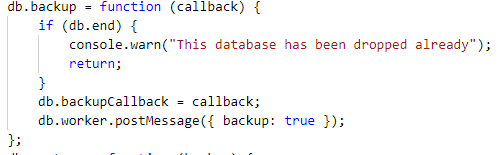 db.backup = function (callback) {
if (db.end) {
console.warn("This database has been dropped already");
return;
}
db.backupCallback = callback;
db.worker.postMessage({ backup: true });
};